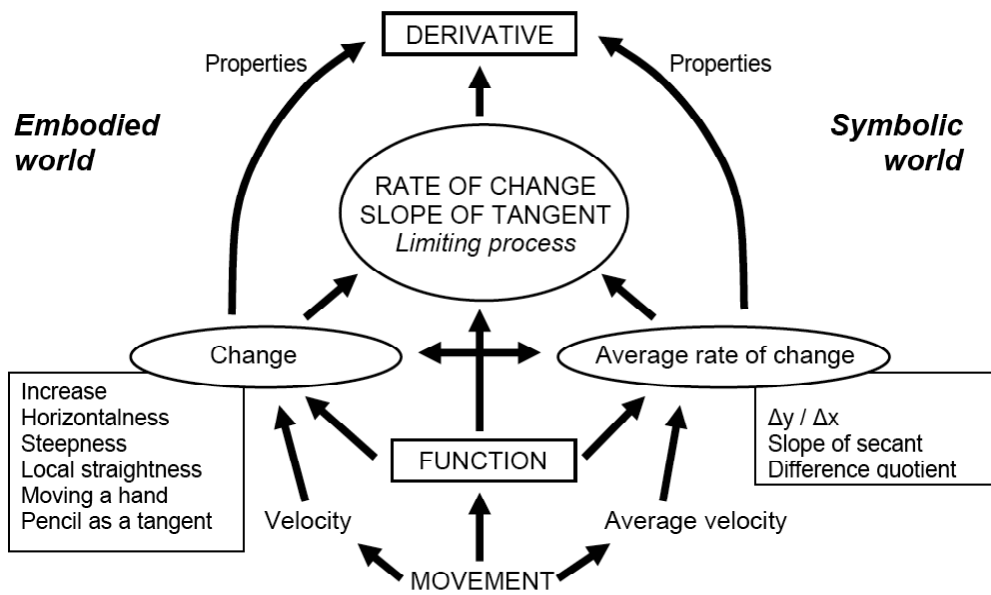 DERIVATIVE
Properties
Properties
Embodied
world
Symbolic
world
RATE OF CHANGE
SLOPE OF TANGENT
Limiting process
Change
Average rate of change
Increase
Horizontalness
Steepness
Local straightness
Moving a hand
Pencil as a tangent
Δy / Δx
Slope of secant
Difference quotient
FUNCTION
Velocity
Average velocity
MOVEMENT